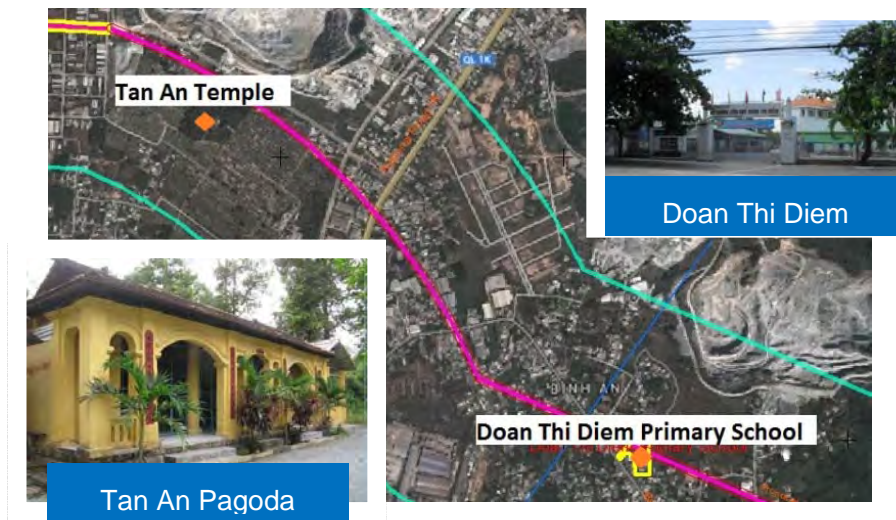 QL 1K
Tan An Temple
Doan Thi Diem
BINH AN
Doan Thi Diem Primary School
Tan An Pagoda